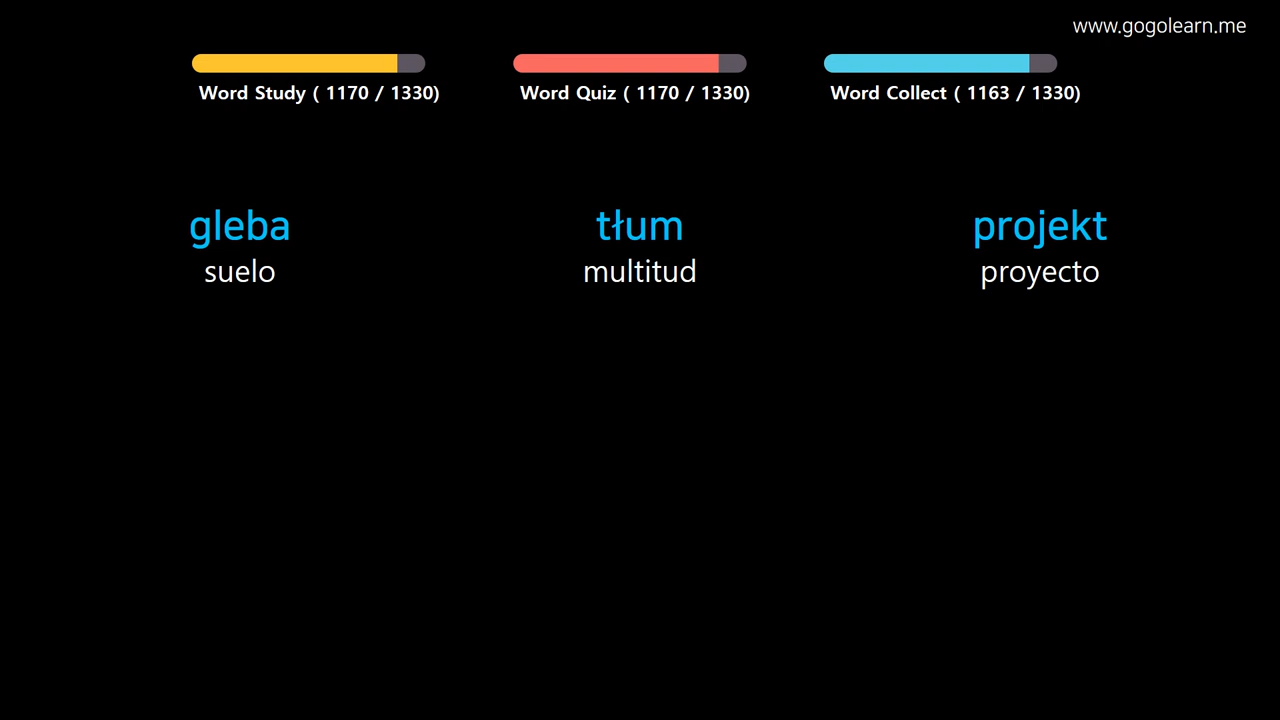 www.gogolearn.me
Word Study ( 1170 / 1330)
Word Quiz ( 1170 / 1330)
Word Collect ( 1163 / 1330)
gleba
suelo
tłum
multitud
projekt
proyecto